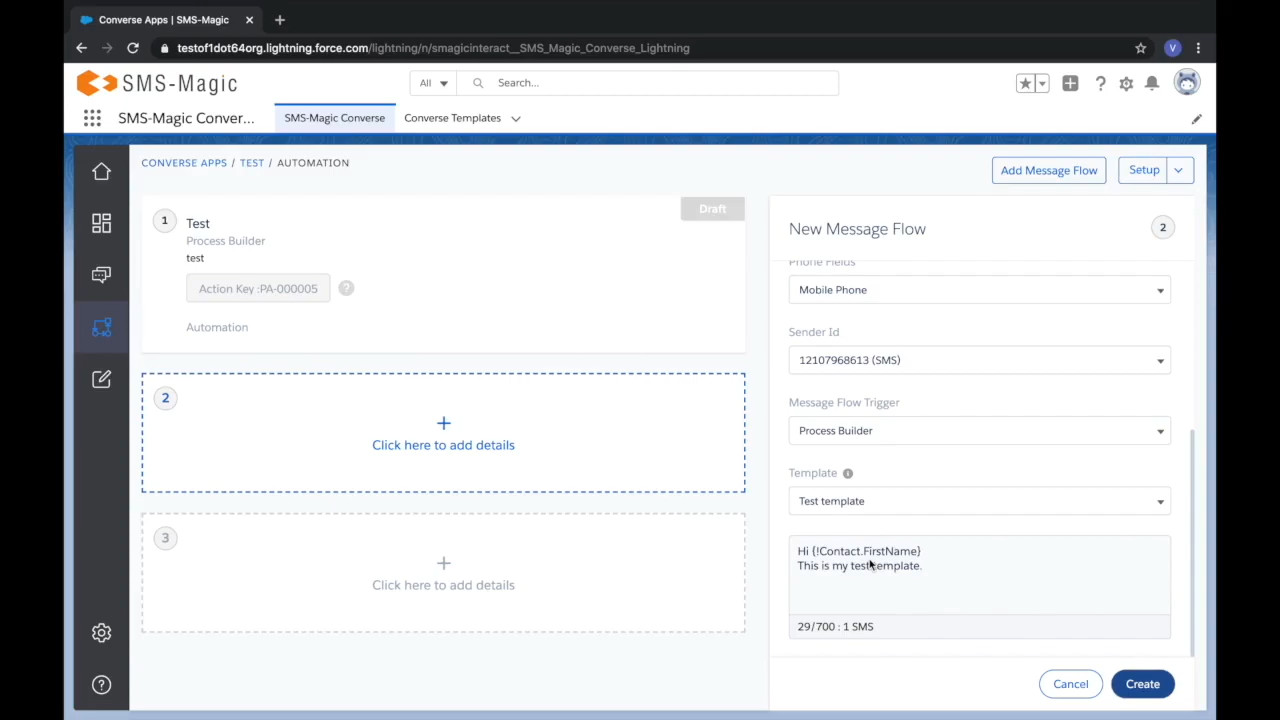 Converse Apps | SMS-Magic
testof1dot64org.lightning.force.com/lightning/n/smagicinteract__SMS_Magic_Converse_Lightning
V
SMS-Magic
All
Search...
SMS-Magic Conver...
SMS-Magic Converse
Converse Templates
CONVERSE APPS / TEST / AUTOMATION
Add Message Flow
Setup
1
Test
Draft
Process Builder
test
Action Key :PA-000005
?
Automation
2
+
Click here to add details
3
+
Click here to add details
New Message Flow
2
Phone Fields
Mobile Phone
Sender Id
12107968613 (SMS)
Message Flow Trigger
Process Builder
Template
Test template
Hi {!Contact.FirstName}
This is my test template.
29/700 : 1 SMS
Cancel
Create